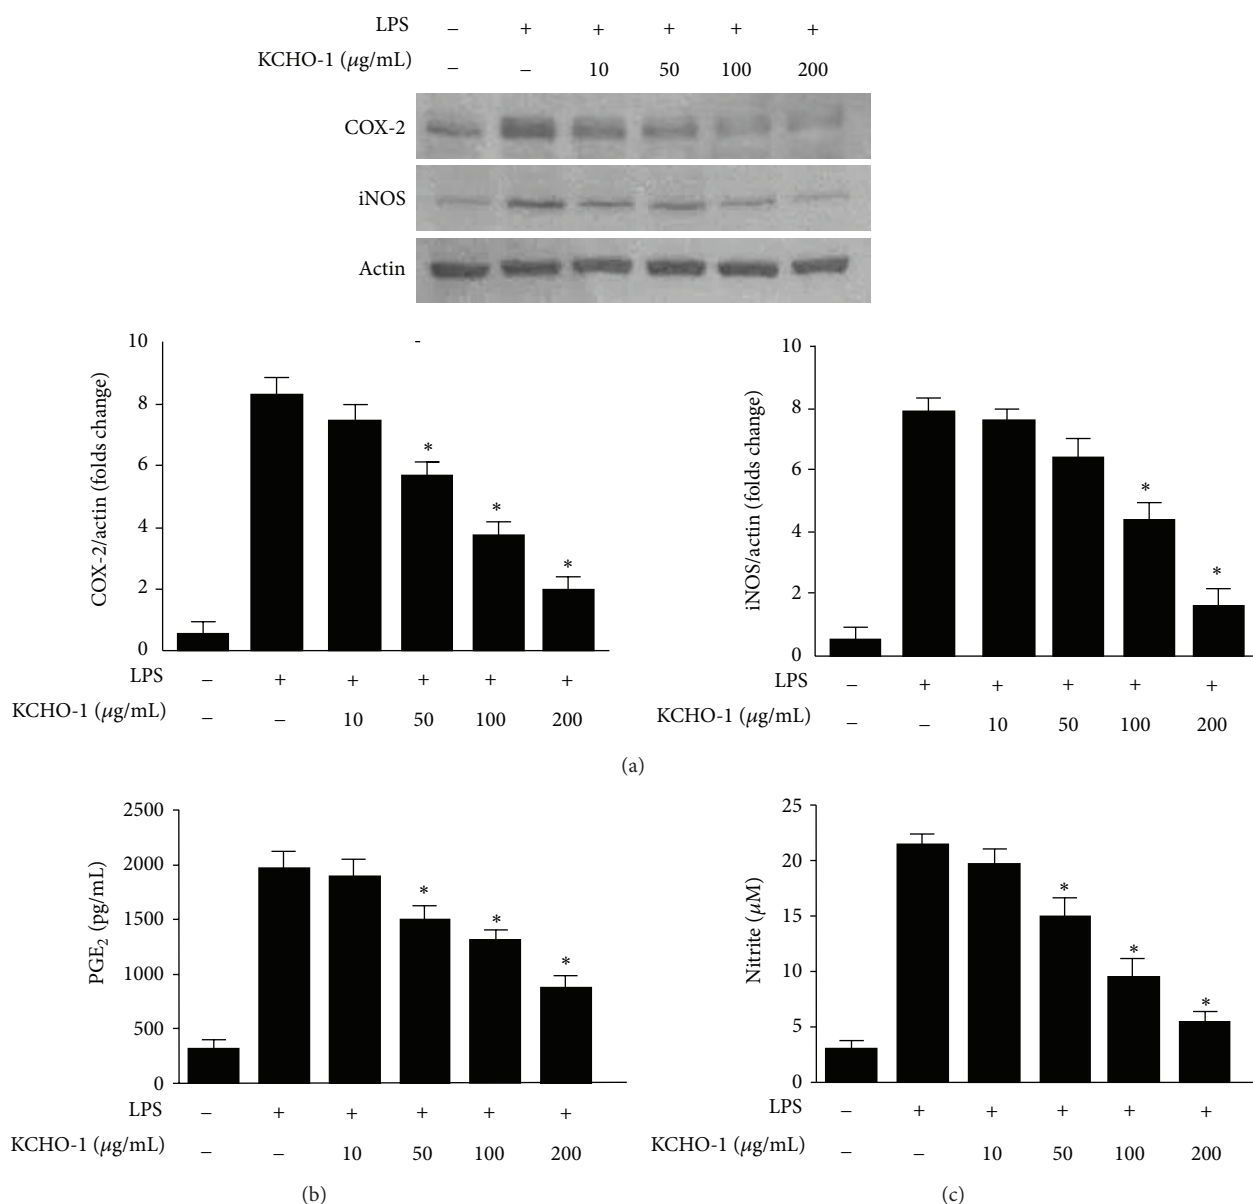 LPS – + + + + +
KCHO-1 (μg/mL) – – 10 50 100 200
COX-2
iNOS
Actin
10
8
6
4
2
0
COX-2/actin (folds change)
-
* * *
LPS – + + + + +
KCHO-1 (μg/mL) – – 10 50 100 200
10
8
6
4
2
0
iNOS/actin (folds change)
* *
LPS – + + + + +
KCHO-1 (μg/mL) – – 10 50 100 200
(a)
2500
2000
1500
1000
500
0
PGE₂ (pg/mL)
* * *
LPS – + + + + +
KCHO-1 (μg/mL) – – 10 50 100 200
(b)
25
20
15
10
5
0
Nitrite (μM)
* * *
LPS – + + + + +
KCHO-1 (μg/mL) – – 10 50 100 200
(c)